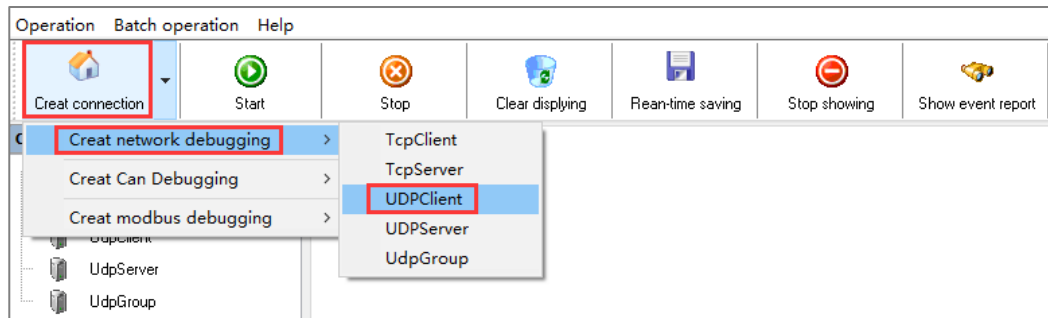 Operation Batch operation Help
Creat connection Start Stop Clear displying Rean-time saving Stop showing Show event report
Creat network debugging
Creat Can Debugging
Creat modbus debugging
TcpClient
TcpServer
UDPClient
UDPServer
UdpGroup
UdpClient
UdpServer
UdpGroup